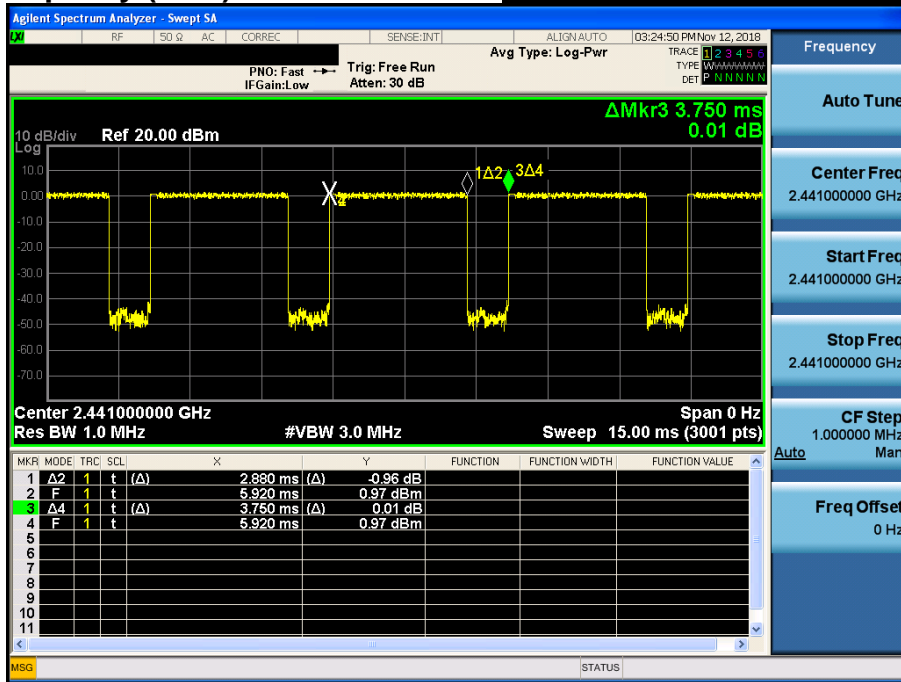 Agilent Spectrum Analyzer - Swept SA
LXI RF 50 Ω AC CORREC SENSE:INT ALIGN AUTO 03:24:50 PM Nov 12, 2018
Avg Type: Log-Pwr
TRACE 1 2 3 4 5 6
TYPE WWWWWW
DET P N N N N N
PNO: Fast
IFGain:Low
Trig: Free Run
Atten: 30 dB
ΔMkr3 3.750 ms
0.01 dB
10 dB/div Ref 20.00 dBm
Log
10.0
0.00
-10.0
-20.0
-30.0
-40.0
-50.0
-60.0
-70.0
X
1Δ2
3Δ4
Center 2.441000000 GHz Span 0 Hz
Res BW 1.0 MHz #VBW 3.0 MHz Sweep 15.00 ms (3001 pts)
MKR MODE TRC SCL X Y FUNCTION FUNCTION WIDTH FUNCTION VALUE
1 Δ2 1 t (Δ) 2.880 ms (Δ) -0.96 dB
2 F 1 t 5.920 ms 0.97 dBm
3 Δ4 1 t (Δ) 3.750 ms (Δ) 0.01 dB
4 F 1 t 5.920 ms 0.97 dBm
5
6
7
8
9
10
11
MSG STATUS
Frequency
Auto Tune
Center Freq
2.441000000 GHz
Start Freq
2.441000000 GHz
Stop Freq
2.441000000 GHz
CF Step
1.000000 MHz
Auto Man
Freq Offset
0 Hz